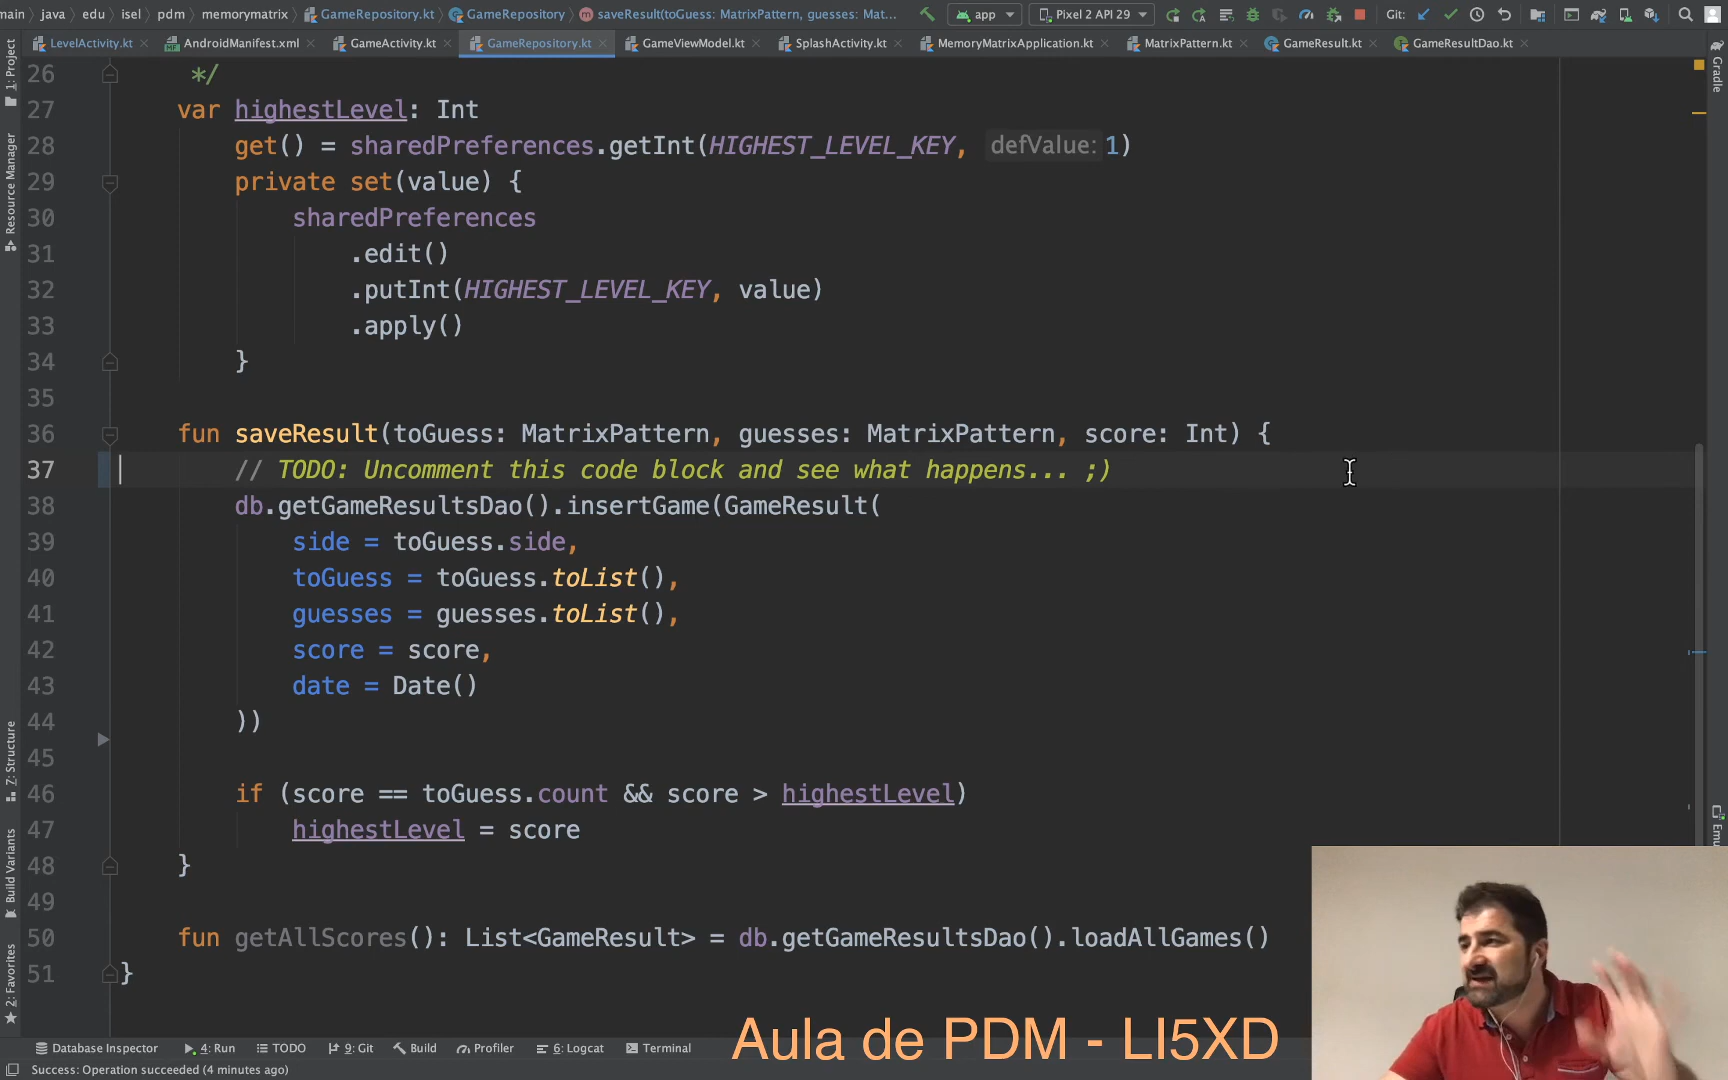 main java edu isel pdm memorymatrix GameRepository.kt GameRepository saveResult(toGuess: MatrixPattern, guesses: Mat... app Pixel 2 API 29 Git:
LevelActivity.kt AndroidManifest.xml GameActivity.kt GameRepository.kt GameViewModel.kt SplashActivity.kt MemoryMatrixApplication.kt MatrixPattern.kt GameResult.kt GameResultDao.kt
1: Project
Resource Manager
Z: Structure
Build Variants
2: Favorites
Gradle
26 */
27 var highestLevel: Int
28 get() = sharedPreferences.getInt(HIGHEST_LEVEL_KEY, defValue: 1)
29 private set(value) {
30 sharedPreferences
31 .edit()
32 .putInt(HIGHEST_LEVEL_KEY, value)
33 .apply()
34 }
35
36 fun saveResult(toGuess: MatrixPattern, guesses: MatrixPattern, score: Int) {
37 // TODO: Uncomment this code block and see what happens... ;)
38 db.getGameResultsDao().insertGame(GameResult(
39 side = toGuess.side,
40 toGuess = toGuess.toList(),
41 guesses = guesses.toList(),
42 score = score,
43 date = Date()
44 ))
45
46 if (score == toGuess.count && score > highestLevel)
47 highestLevel = score
48 }
49
50 fun getAllScores(): List<GameResult> = db.getGameResultsDao().loadAllGames()
51 }
Aula de PDM - LI5XD
Database Inspector 4: Run TODO 9: Git Build Profiler 6: Logcat Terminal
Success: Operation succeeded (4 minutes ago)